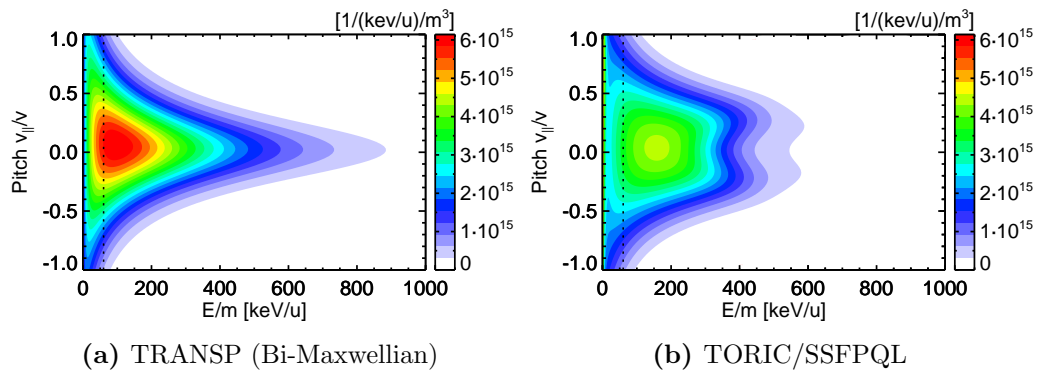 [1/(kev/u)/m³]
1.0
0.5
0.0
-0.5
-1.0
Pitch v||/v
0 200 400 600 800 1000
E/m [keV/u]
6·10¹⁵
5·10¹⁵
4·10¹⁵
3·10¹⁵
2·10¹⁵
1·10¹⁵
0
(a) TRANSP (Bi-Maxwellian)
[1/(kev/u)/m³]
1.0
0.5
0.0
-0.5
-1.0
Pitch v||/v
0 200 400 600 800 1000
E/m [keV/u]
6·10¹⁵
5·10¹⁵
4·10¹⁵
3·10¹⁵
2·10¹⁵
1·10¹⁵
0
(b) TORIC/SSFPQL